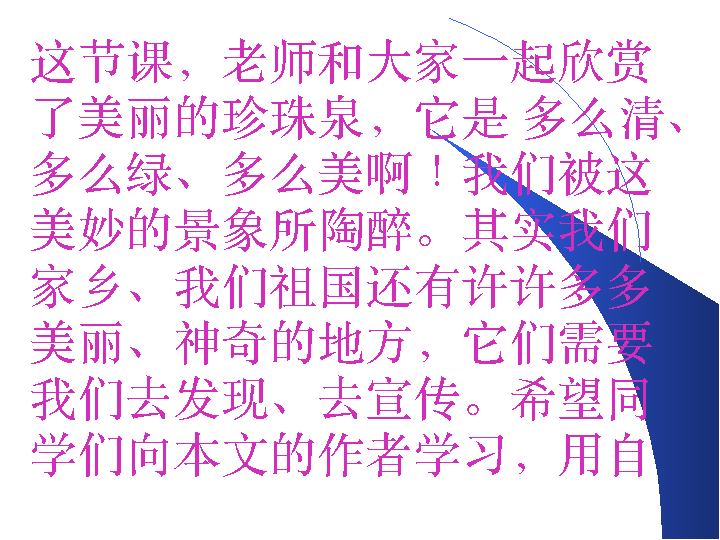 这节课，老师和大家一起欣赏
了美丽的珍珠泉，它是 多么清、
多么绿、多么美啊！我们被这
美妙的景象所陶醉。其实我们
家乡、我们祖国还有许许多多
美丽、神奇的地方，它们需要
我们去发现、去宣传。希望同
学们向本文的作者学习，用自